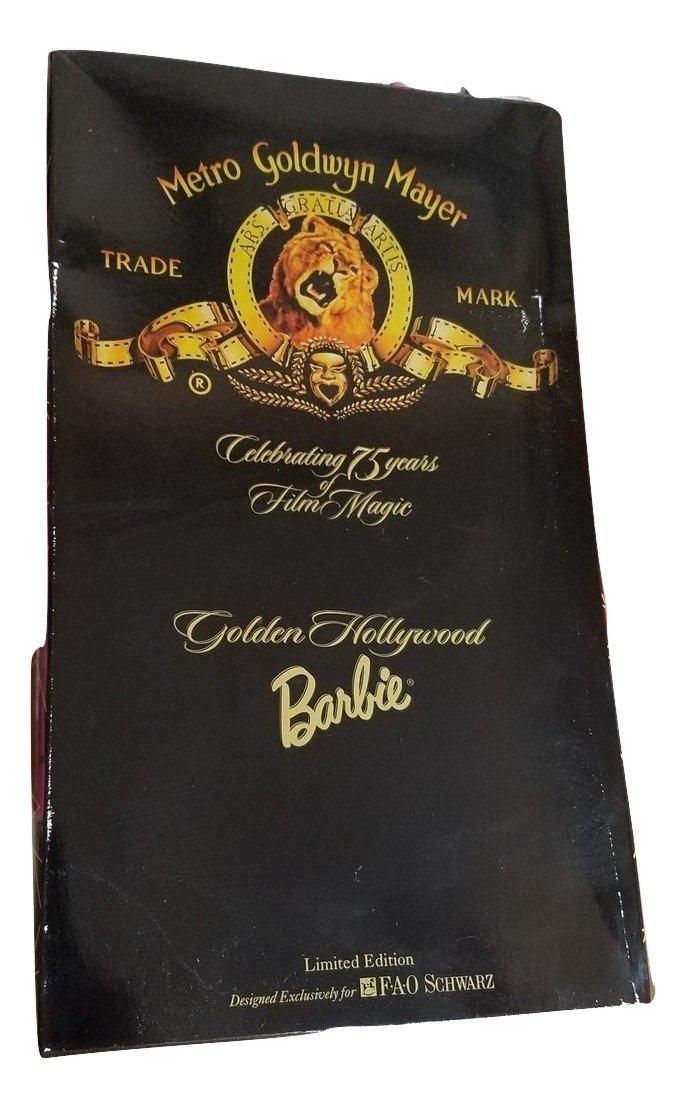 Metro Goldwyn Mayer
ARS GRATIA ARTIS
TRADE MARK
®
Celebrating 75 years
of
Film Magic
Golden Hollywood
Barbie®
Limited Edition
Designed Exclusively for F·A·O SCHWARZ